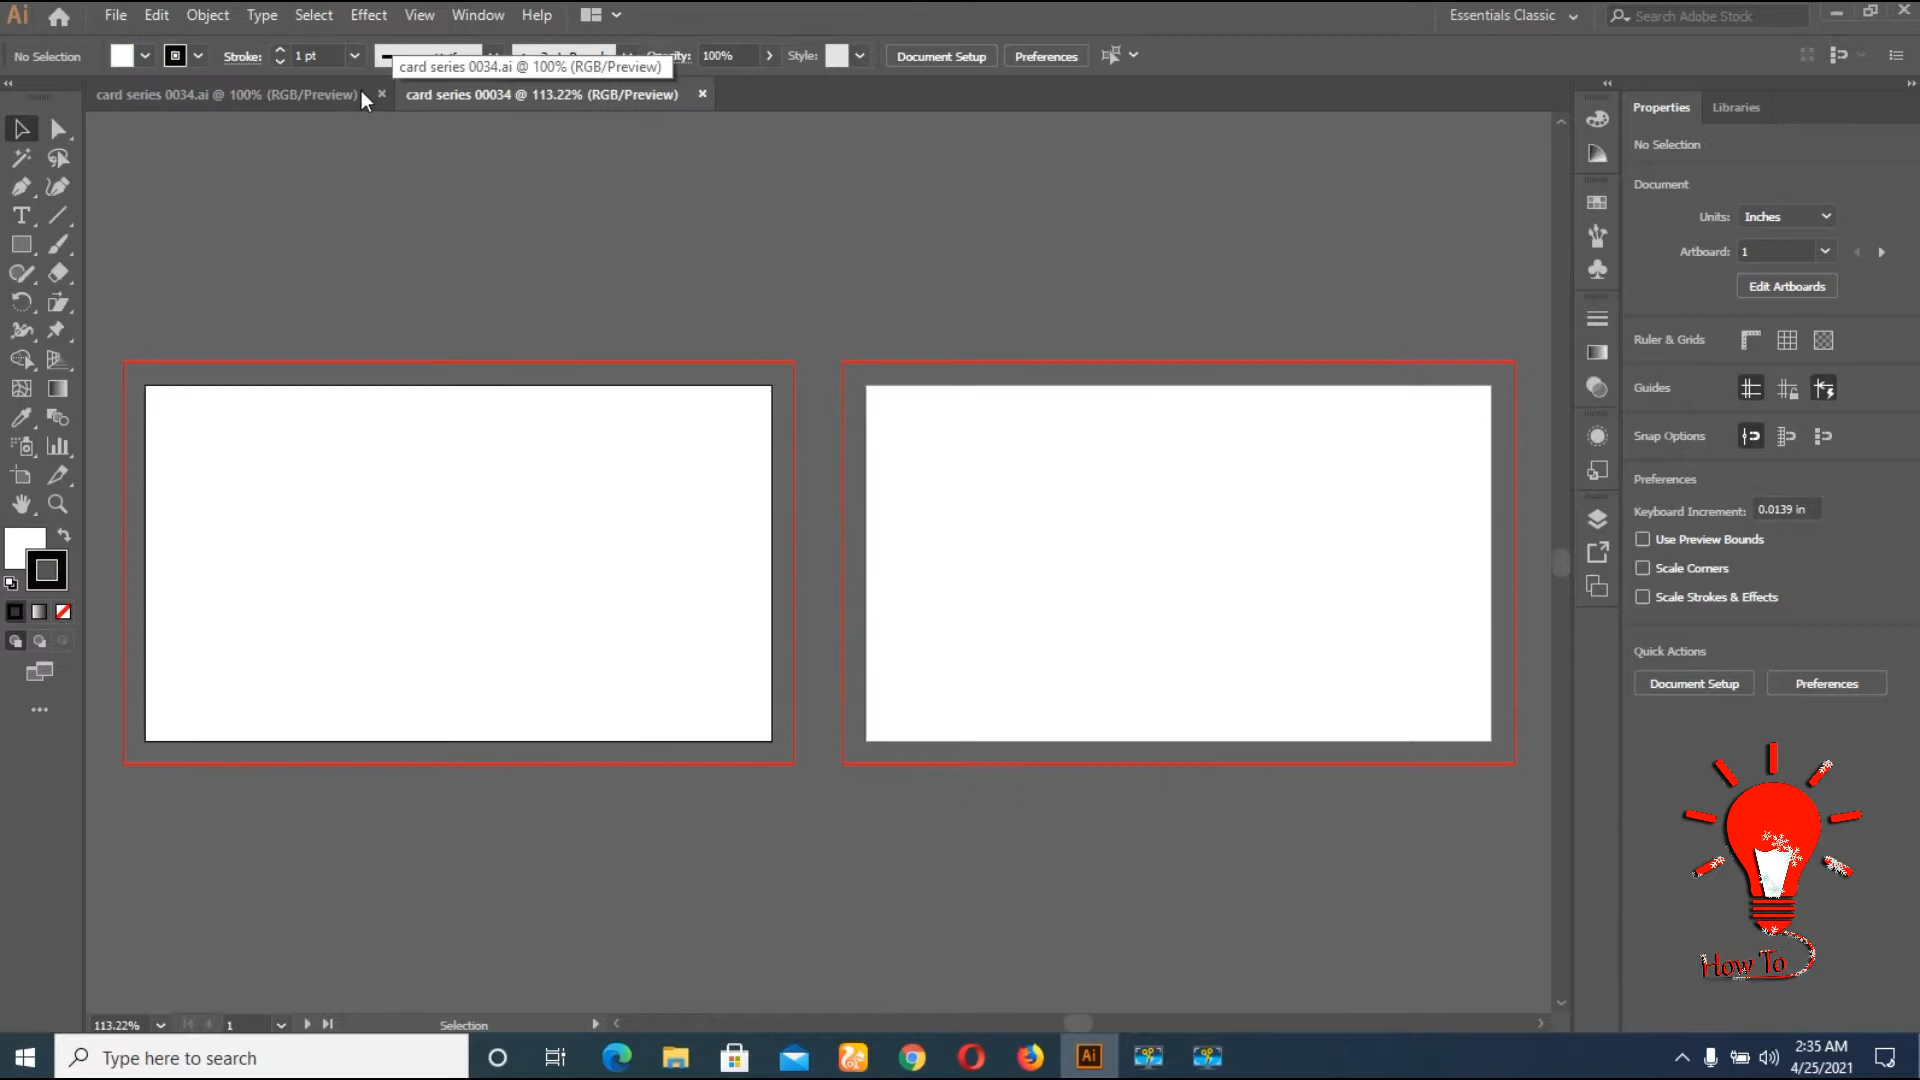 Ai File Edit Object Type Select Effect View Window Help Essentials Classic Search Adobe Stock
No Selection Stroke: 1 pt 100% Style: Document Setup Preferences
card series 0034.ai @ 100% (RGB/Preview)
card series 0034.ai @ 100% (RGB/Preview) × card series 00034 @ 113.22% (RGB/Preview) ×
Properties Libraries
No Selection
Document
Units: Inches
Artboard: 1
Edit Artboards
Ruler & Grids
Guides
Snap Options
Preferences
Keyboard Increment: 0.0139 in
Use Preview Bounds
Scale Corners
Scale Strokes & Effects
Quick Actions
Document Setup Preferences
How To
113.22% 1 Selection
Type here to search
Ai
2:35 AM
4/25/2021